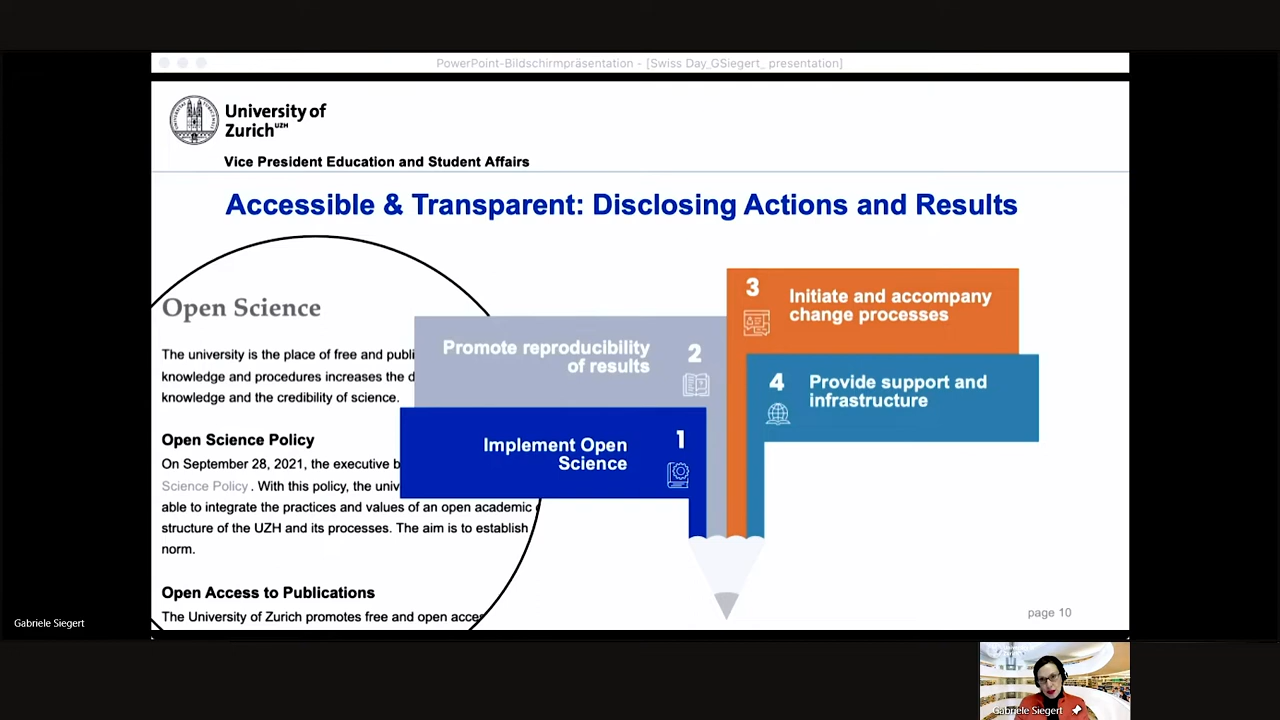 PowerPoint-Bildschirmpräsentation - [Swiss Day_GSiegert_ presentation]
University of
Zurich UZH
Vice President Education and Student Affairs
Accessible & Transparent: Disclosing Actions and Results
Open Science
The university is the place of free and publi
knowledge and procedures increases the d
knowledge and the credibility of science.
Open Science Policy
On September 28, 2021, the executive b
Science Policy . With this policy, the univ
able to integrate the practices and values of an open academic
structure of the UZH and its processes. The aim is to establish
norm.
Open Access to Publications
The University of Zurich promotes free and open acce
Promote reproducibility
of results
2
Implement Open
Science
1
3
Initiate and accompany
change processes
4
Provide support and
infrastructure
page 10
Gabriele Siegert
Gabriele Siegert